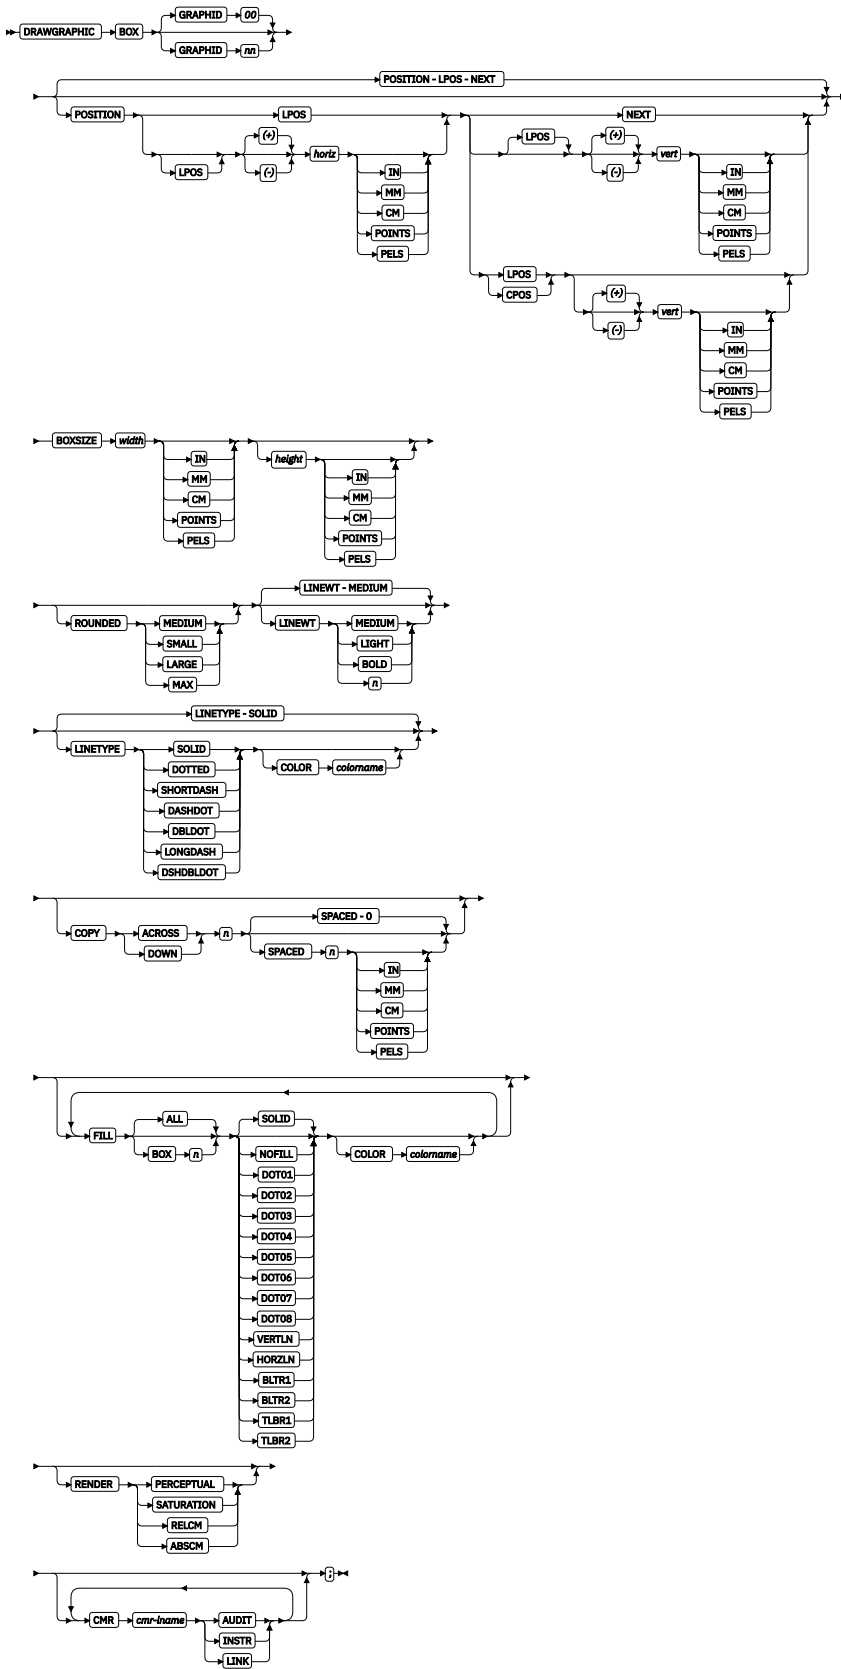 GRAPHID 00
DRAWGRAPHIC BOX
GRAPHID nn
POSITION - LPOS - NEXT
POSITION LPOS NEXT
(+) LPOS (+)
horiz vert
LPOS (-) IN (-) IN
MM MM
CM CM
POINTS POINTS
PELS PELS
LPOS
CPOS (+)
vert
(-) IN
MM
CM
POINTS
PELS
BOXSIZE width
IN height
MM IN
CM MM
POINTS CM
PELS POINTS
PELS
LINEWT - MEDIUM
ROUNDED MEDIUM LINEWT MEDIUM
SMALL LIGHT
LARGE BOLD
MAX n
LINETYPE - SOLID
LINETYPE SOLID
DOTTED COLOR colorname
SHORTDASH
DASHDOT
DBLDOT
LONGDASH
DSHDBLDOT
SPACED - 0
COPY ACROSS n
DOWN SPACED n
IN
MM
CM
POINTS
PELS
ALL SOLID
FILL
BOX n NOFILL COLOR colorname
DOT01
DOT02
DOT03
DOT04
DOT05
DOT06
DOT07
DOT08
VERTLN
HORZLN
BLTR1
BLTR2
TLBR1
TLBR2
RENDER PERCEPTUAL
SATURATION
RELCM
ABSCM
;
CMR cmr-lname AUDIT
INSTR
LINK